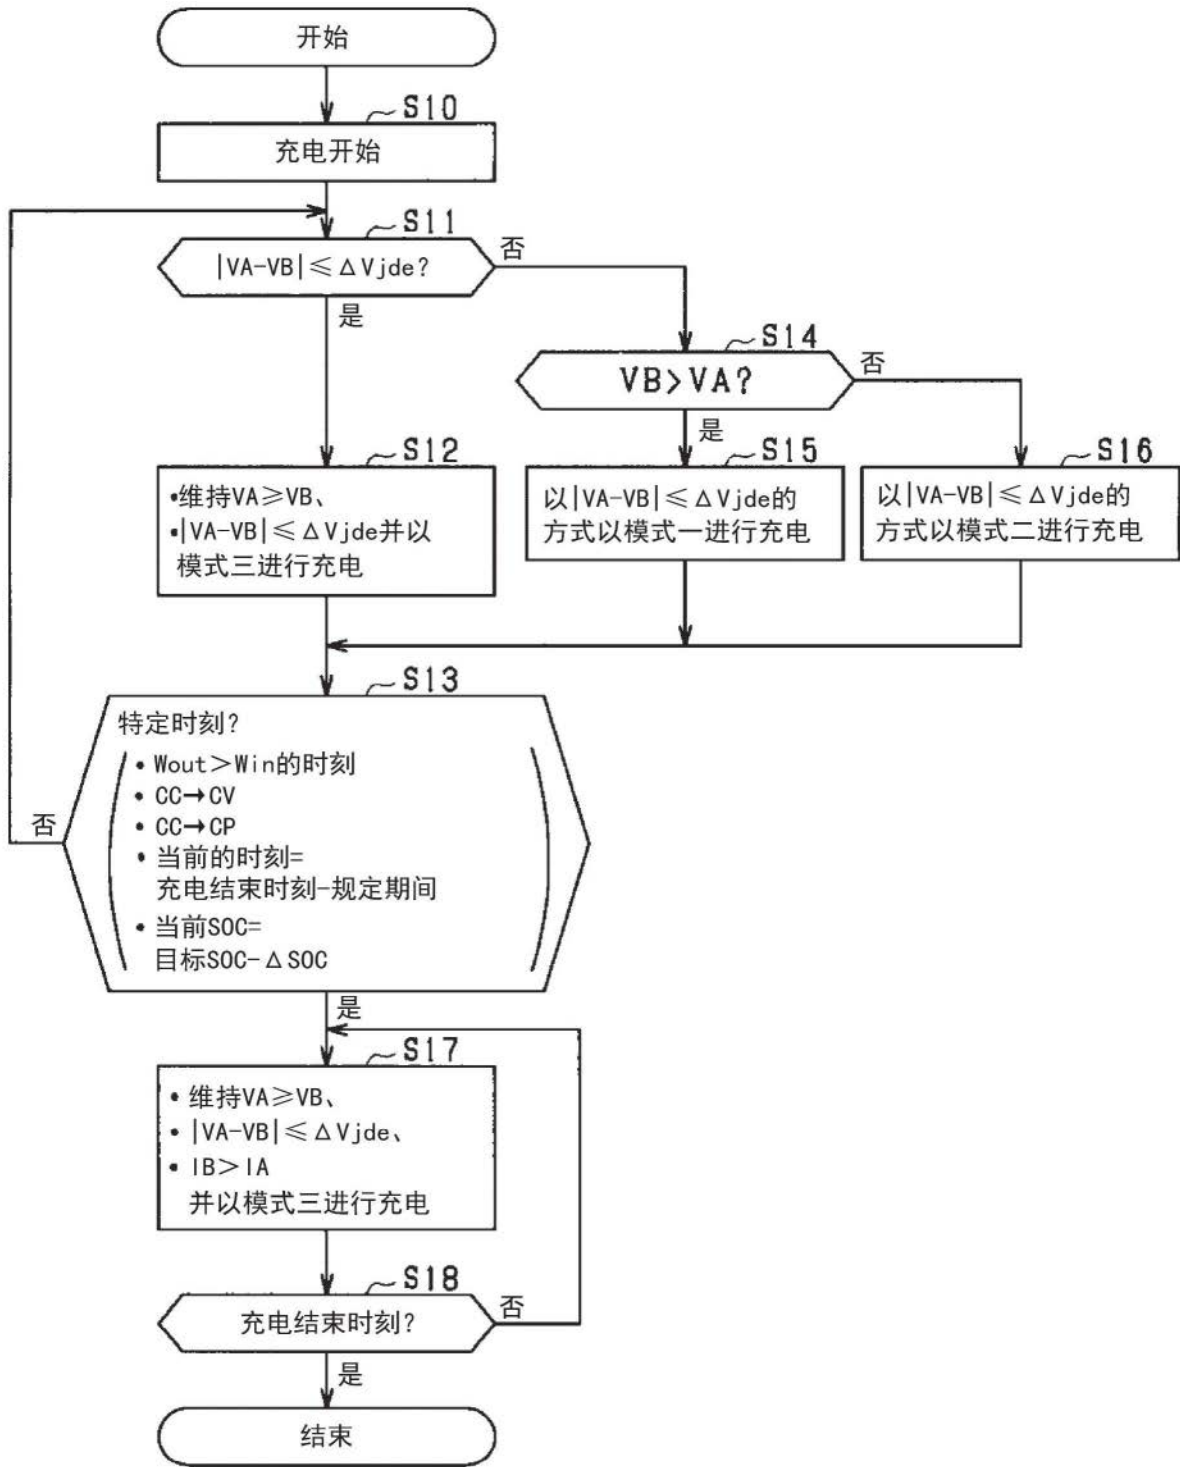 开始
S10
充电开始
S11
|VA-VB|≤ΔVjde?
否
是
S14
VB>VA?
否
是
S12
•维持VA≥VB、
•|VA-VB|≤ΔVjde并以
模式三进行充电
S15
以|VA-VB|≤ΔVjde的
方式以模式一进行充电
S16
以|VA-VB|≤ΔVjde的
方式以模式二进行充电
S13
特定时刻?
• Wout>Win的时刻
• CC→CV
• CC→CP
• 当前的时刻=
充电结束时刻-规定期间
• 当前SOC=
目标SOC-ΔSOC
否
是
S17
• 维持VA≥VB、
• |VA-VB|≤ΔVjde、
• IB>IA
并以模式三进行充电
S18
充电结束时刻?
否
是
结束